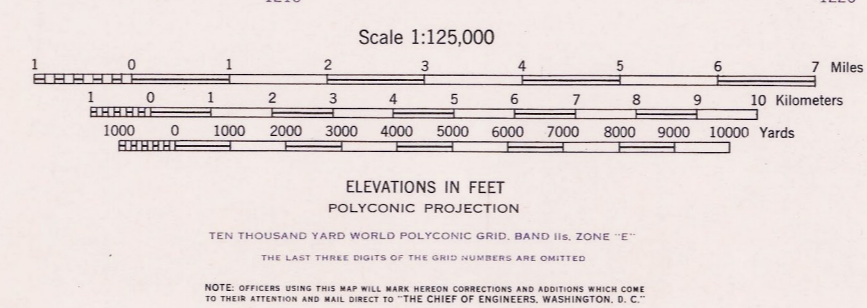 Scale 1:125,000
1 0 1 2 3 4 5 6 7 Miles
1 0 1 2 3 4 5 6 7 8 9 10 Kilometers
1000 0 1000 2000 3000 4000 5000 6000 7000 8000 9000 10000 Yards
ELEVATIONS IN FEET
POLYCONIC PROJECTION
TEN THOUSAND YARD WORLD POLYCONIC GRID, BAND IIs, ZONE "E"
THE LAST THREE DIGITS OF THE GRID NUMBERS ARE OMITTED
NOTE: OFFICERS USING THIS MAP WILL MARK HEREON CORRECTIONS AND ADDITIONS WHICH COME
TO THEIR ATTENTION AND MAIL DIRECT TO "THE CHIEF OF ENGINEERS, WASHINGTON, D. C."